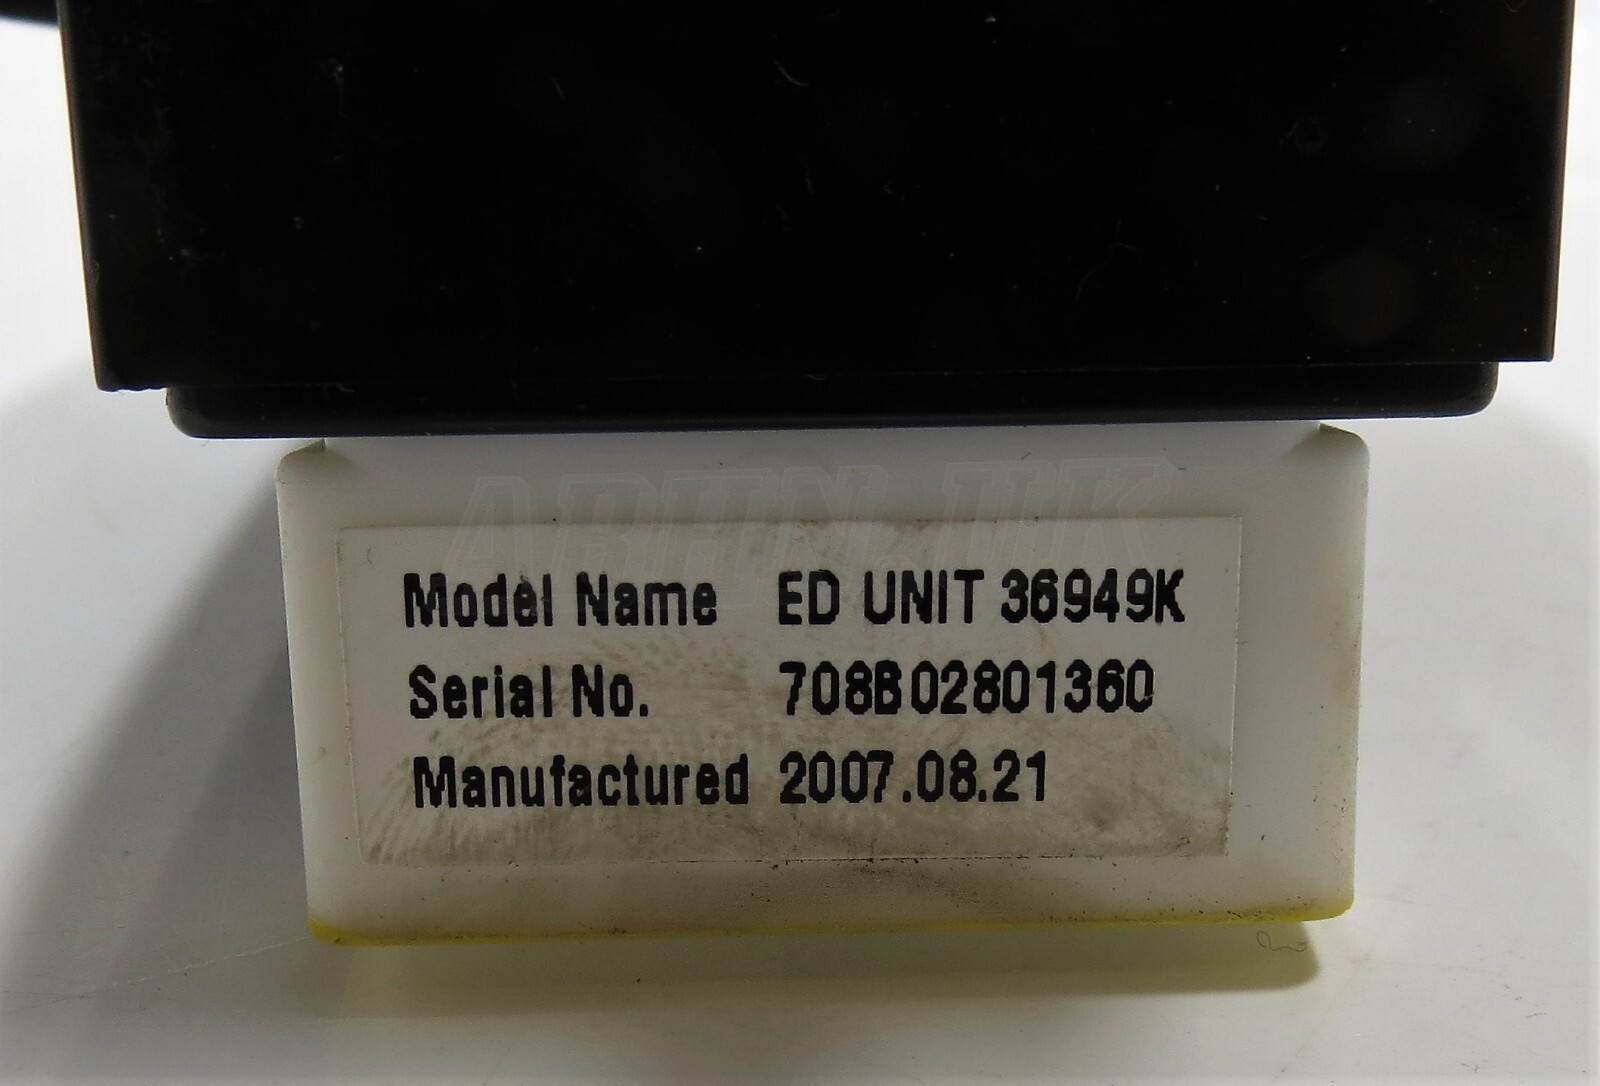 Model Name ED UNIT 36949K
Serial No. 708B02801360
Manufactured 2007.08.21